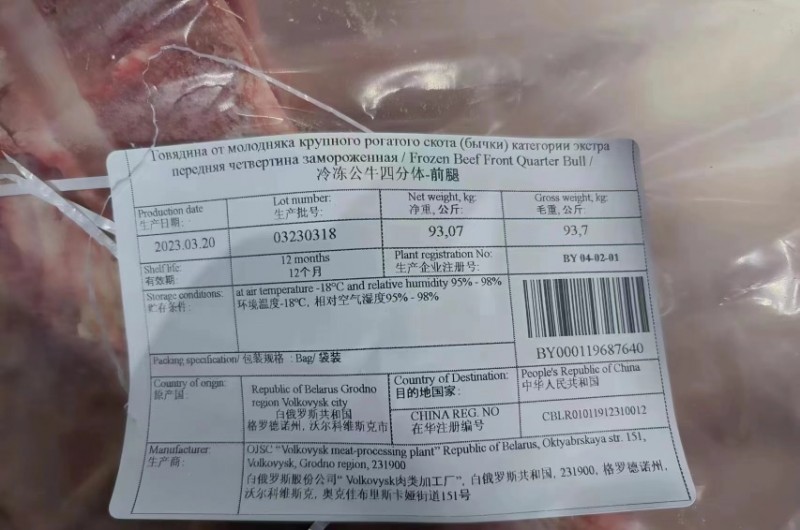 Говядина от молодняка крупного рогатого скота (бычки) категории экстра
передняя четвертина замороженная / Frozen Beef Front Quarter Bull /
冷冻公牛四分体-前腿
Production date
生产日期:
2023.03.20
Lot number:
生产批号:
03230318
Net weight, kg:
净重, 公斤:
93,07
Gross weight, kg:
毛重, 公斤:
93,7
Shelf life:
有效期:
12 months
12个月
Plant registration No:
生产企业注册号:
BY 04-02-01
Storage conditions:
贮存条件:
at air temperature -18°C and relative humidity 95% - 98%
环境温度-18°C, 相对空气湿度95% - 98%
BY000119687640
Packing specification/ 包装规格 : Bag/ 袋装
Country of origin:
原产国:
Republic of Belarus Grodno
region Volkovysk city
白俄罗斯共和国
格罗德诺州, 沃尔科维斯克市
Country of Destination:
目的地国家:
People's Republic of China
中华人民共和国
CHINA REG. NO
在华注册编号
CBLR01011912310012
Manufacturer:
生产商:
OJSC "Volkovysk meat-processing plant" Republic of Belarus, Oktyabrskaya str. 151,
Volkovysk, Grodno region, 231900
白俄罗斯股份公司" Volkovysk肉类加工厂", 白俄罗斯共和国, 231900, 格罗德诺州,
沃尔科维斯克, 奥克佳布里斯卡娅街道151号